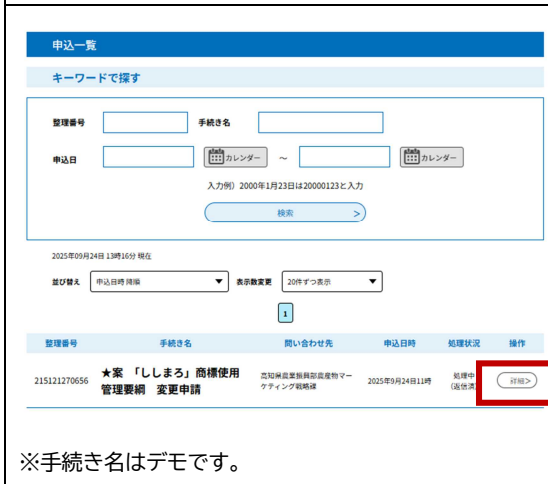 申込一覧
キーワードで探す
整理番号 手続き名
申込日 カレンダー ～ カレンダー
入力例）2000年1月23日は20000123と入力
検索 >
2025年09月24日 13時16分 現在
並び替え 申込日時 降順 ▼ 表示数変更 20件ずつ表示 ▼
1
整理番号 手続き名 問い合わせ先 申込日時 処理状況 操作
215121270656 ★案 「ししまろ」商標使用 高知県農業振興部農産物マー 2025年9月24日11時 処理中 詳細>
管理要綱 変更申請 ケティング戦略課 (返信済
※手続き名はデモです。